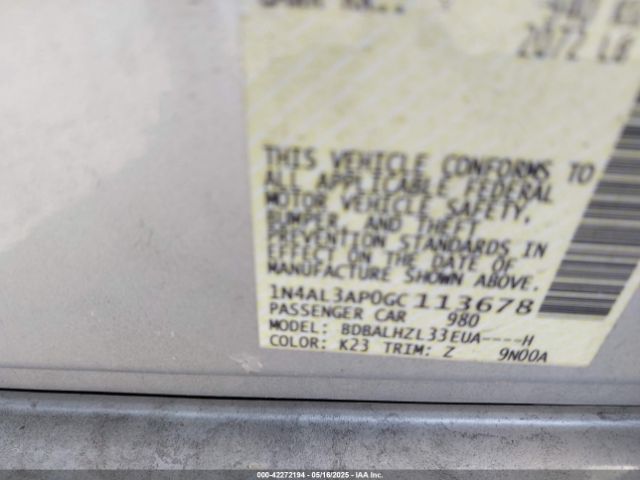 2072 LB
THIS VEHICLE CONFORMS TO
ALL APPLICABLE FEDERAL
MOTOR VEHICLE SAFETY,
BUMPER, AND THEFT
PREVENTION STANDARDS IN
EFFECT ON THE DATE OF
MANUFACTURE SHOWN ABOVE.
1N4AL3AP0GC113678
PASSENGER CAR 980
MODEL: BDBALHZL33EUA----H
COLOR: K23 TRIM: Z 9N00A
000-42272194 - 05/16/2025 - IAA Inc.